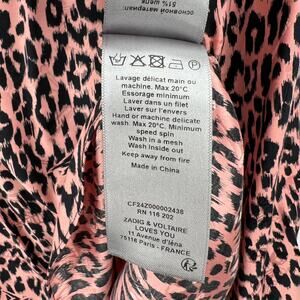 основной материал:
51% шелк
Lavage délicat main ou
machine. Max 20°C.
Essorage minimum
Laver dans un filet
Laver sur l'envers
Hand or machine delicate
wash. Max 20°C. Minimum
speed spin
Wash in a mesh
Wash Inside out
Keep away from fire
Made in China
CF24Z000002438
RN 116 202
ZADIG & VOLTAIRE
LOVES YOU
11 Avenue d'Iéna
75116 Paris - FRANCE